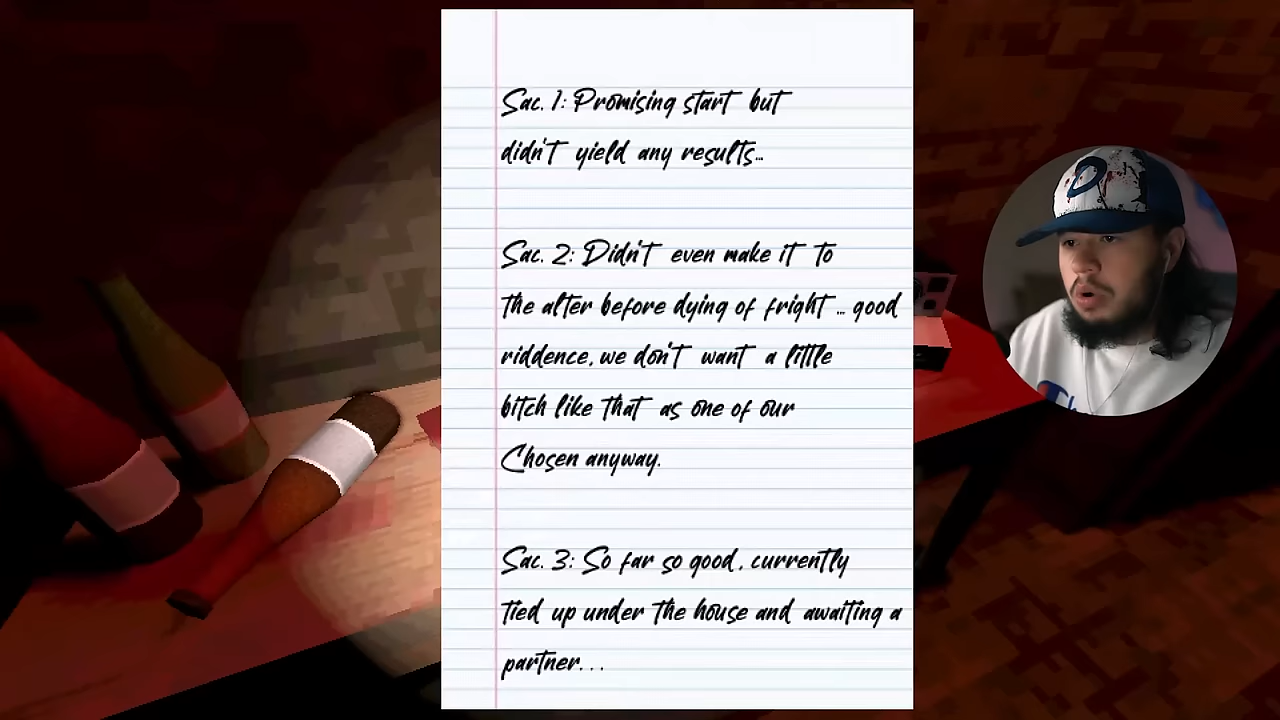 Sac. 1: Promising start but
didn't yield any results...
Sac. 2: Didn't even make it to
the alter before dying of fright ... good
riddence, we don't want a little
bitch like that as one of our
Chosen anyway.
Sac. 3: So far so good, currently
tied up under the house and awaiting a
partner...